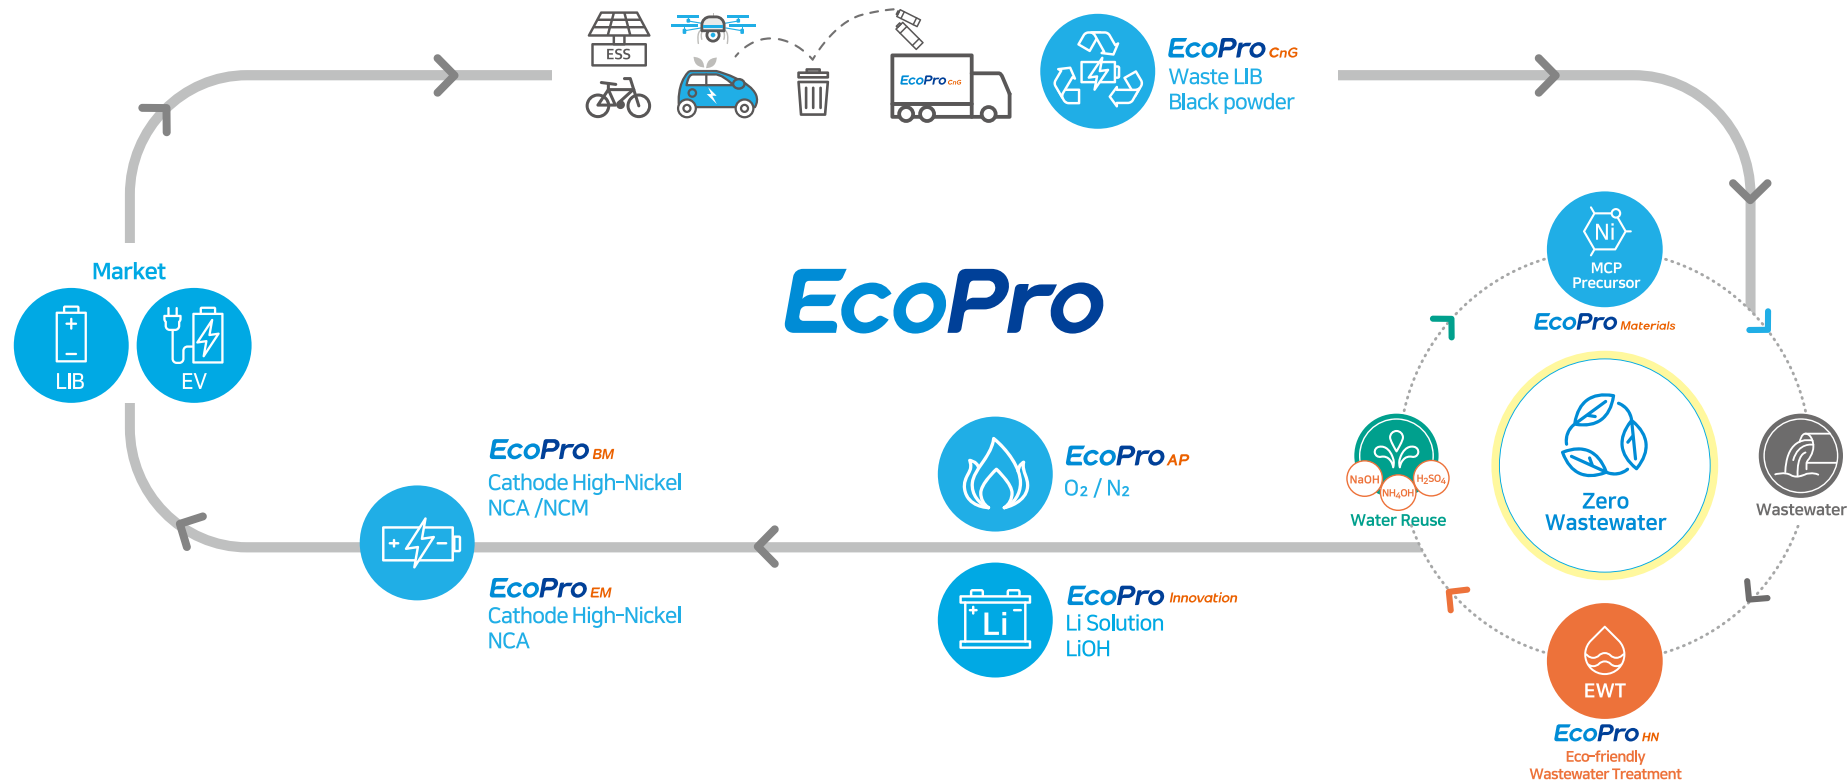 ESS
EcoPro CnG
EcoPro CnG
Waste LIB
Black powder
Market
LIB
EV
EcoPro
Ni
MCP
Precursor
EcoPro Materials
NaOH
NH₄OH
H₂SO₄
Water Reuse
Zero
Wastewater
Wastewater
EWT
EcoPro HN
Eco-friendly
Wastewater Treatment
EcoPro AP
O₂ / N₂
Li
EcoPro Innovation
Li Solution
LiOH
EcoPro BM
Cathode High-Nickel
NCA /NCM
EcoPro EM
Cathode High-Nickel
NCA